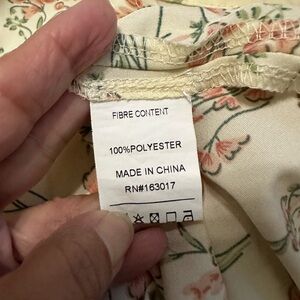 FIBRE CONTENT
100%POLYESTER
MADE IN CHINA
RN#163017